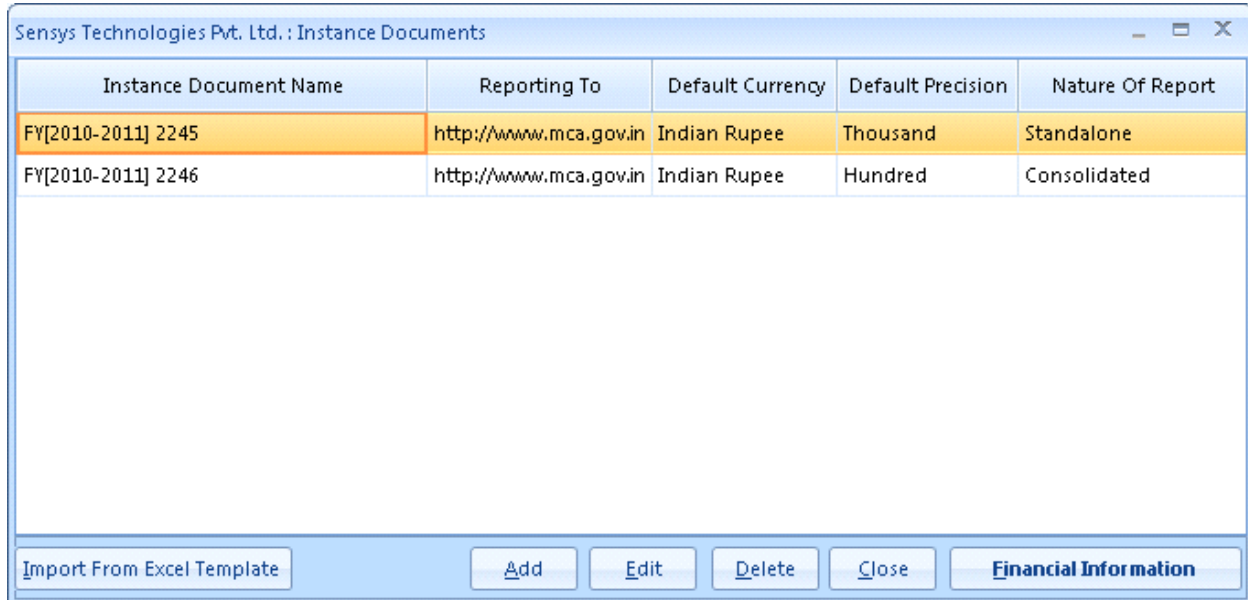 Sensys Technologies Pvt. Ltd. : Instance Documents
Instance Document Name Reporting To Default Currency Default Precision Nature Of Report
FY[2010-2011] 2245 http://www.mca.gov.in Indian Rupee Thousand Standalone
FY[2010-2011] 2246 http://www.mca.gov.in Indian Rupee Hundred Consolidated
Import From Excel Template Add Edit Delete Close Financial Information